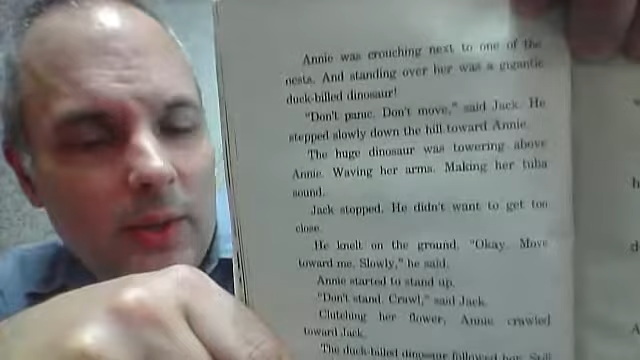 Annie was crouching next to one of the
nests. And standing over her was a gigantic
duck-billed dinosaur!
"Don't panic. Don't move," said Jack. He
stepped slowly down the hill toward Annie.
The huge dinosaur was towering above
Annie. Waving her arms. Making her tuba
sound.
Jack stopped. He didn't want to get too
close.
He knelt on the ground. "Okay. Move
toward me. Slowly," he said.
Annie started to stand up.
"Don't stand. Crawl," said Jack.
Clutching her flower, Annie crawled
toward Jack.
The duck-billed dinosaur followed her. Still